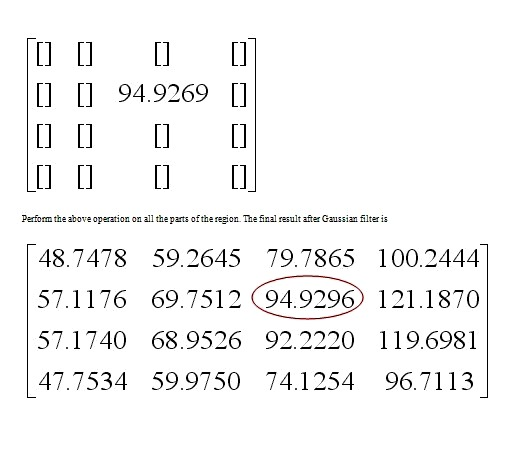 [] [] [] []
[] [] 94.9269 []
[] [] [] []
[] [] [] []
Perform the above operation on all the parts of the region. The final result after Gaussian filter is
48.7478 59.2645 79.7865 100.2444
57.1176 69.7512 94.9296 121.1870
57.1740 68.9526 92.2220 119.6981
47.7534 59.9750 74.1254 96.7113